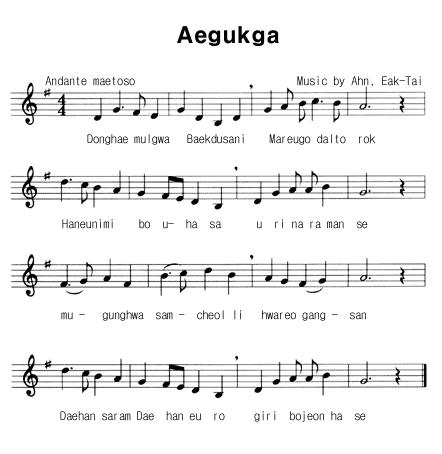 Aegukga
Andante maetoso Music by Ahn, Eak-Tai
4
4
Donghae mulgwa Baekdusani Mareugo dalto rok
Haneunimi bo u- ha sa u ri na ra man se
mu - gunghwa sam - cheol li hwareo gang - san
Daehan saram Dae han eu ro giri bojeon ha se